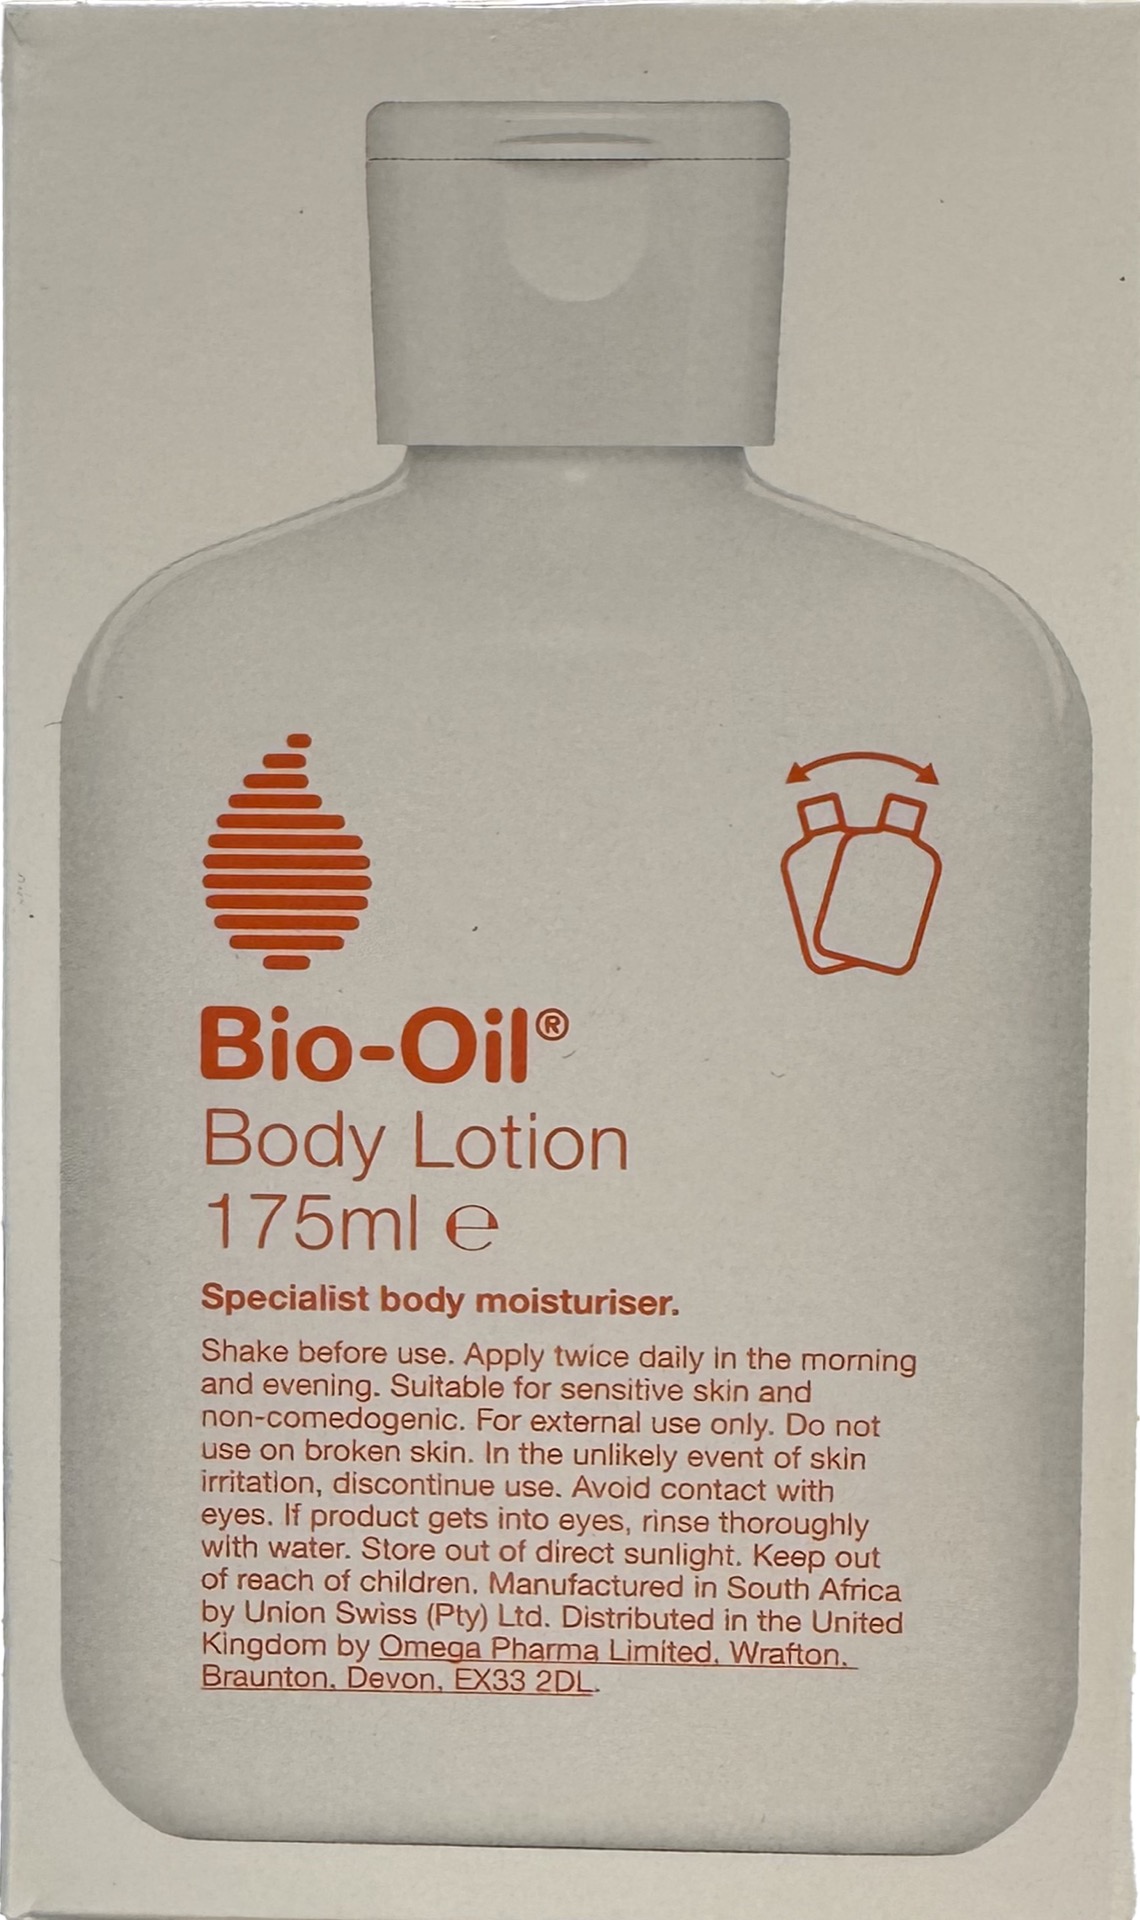 Bio-Oil®
Body Lotion
175ml ℮
Specialist body moisturiser.
Shake before use. Apply twice daily in the morning
and evening. Suitable for sensitive skin and
non-comedogenic. For external use only. Do not
use on broken skin. In the unlikely event of skin
irritation, discontinue use. Avoid contact with
eyes. If product gets into eyes, rinse thoroughly
with water. Store out of direct sunlight. Keep out
of reach of children. Manufactured in South Africa
by Union Swiss (Pty) Ltd. Distributed in the United
Kingdom by Omega Pharma Limited, Wrafton,
Braunton, Devon, EX33 2DL.